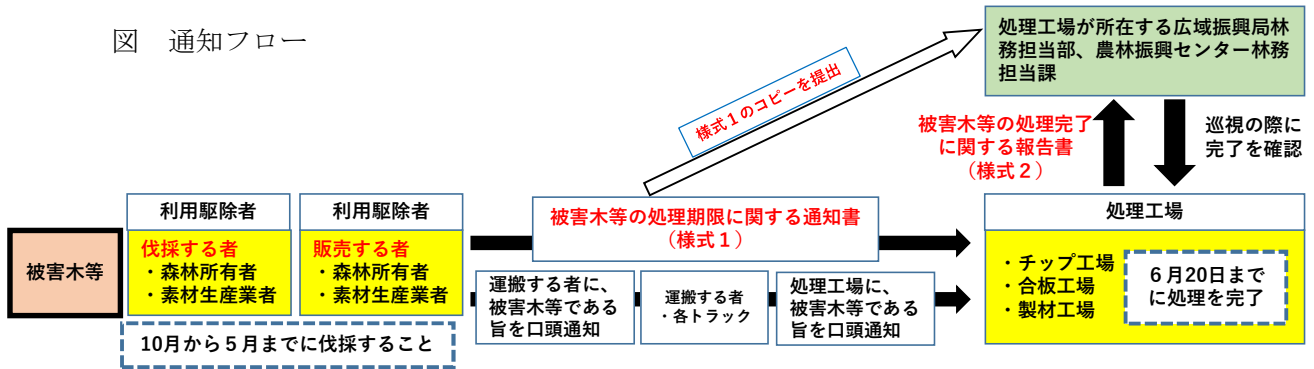 図　通知フロー
処理工場が所在する広域振興局林
務担当部、農林振興センター林務
担当課
様式１のコピーを提出
被害木等の処理完了
に関する報告書
（様式２）
巡視の際に
完了を確認
被害木等
利用駆除者
伐採する者
・森林所有者
・素材生産業者
利用駆除者
販売する者
・森林所有者
・素材生産業者
10月から５月までに伐採すること
被害木等の処理期限に関する通知書
（様式１）
運搬する者に、
被害木等である
旨を口頭通知
運搬する者
・各トラック
処理工場に、
被害木等である
旨を口頭通知
処理工場
・チップ工場
・合板工場
・製材工場
６月20日まで
に処理を完了